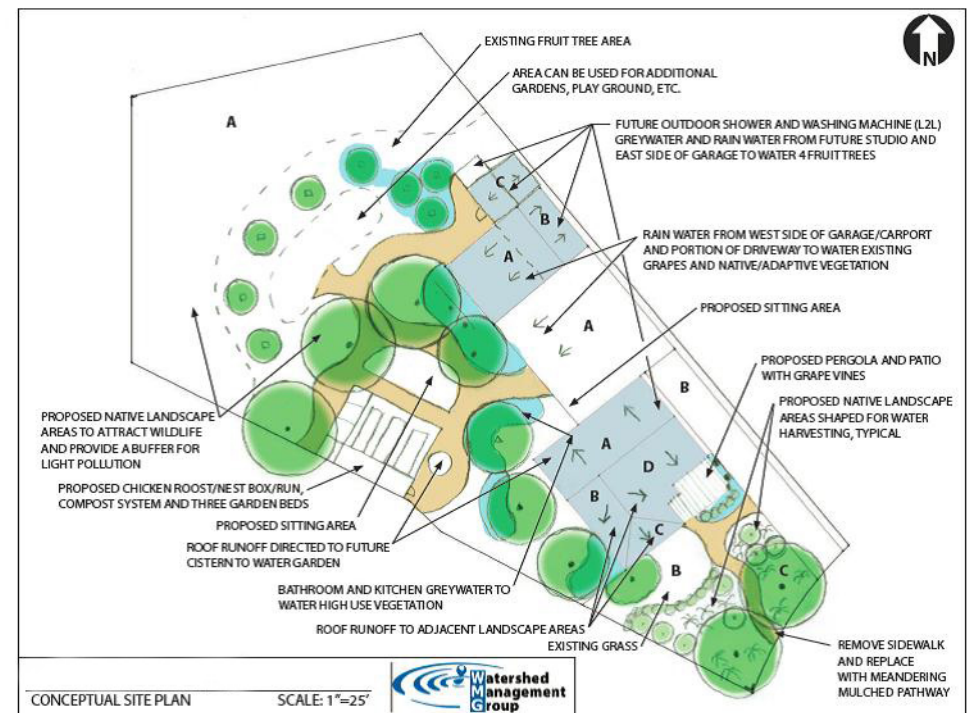 N
EXISTING FRUIT TREE AREA
AREA CAN BE USED FOR ADDITIONAL
GARDENS, PLAY GROUND, ETC.
FUTURE OUTDOOR SHOWER AND WASHING MACHINE (L2L)
GREYWATER AND RAIN WATER FROM FUTURE STUDIO AND
EAST SIDE OF GARAGE TO WATER 4 FRUIT TREES
A
C
B
A
RAIN WATER FROM WEST SIDE OF GARAGE/CARPORT
AND PORTION OF DRIVEWAY TO WATER EXISTING
GRAPES AND NATIVE/ADAPTIVE VEGETATION
PROPOSED SITTING AREA
A
PROPOSED PERGOLA AND PATIO
WITH GRAPE VINES
B
PROPOSED NATIVE LANDSCAPE
AREAS SHAPED FOR WATER
HARVESTING, TYPICAL
PROPOSED NATIVE LANDSCAPE
AREAS TO ATTRACT WILDLIFE
AND PROVIDE A BUFFER FOR
LIGHT POLLUTION
A
D
B
C
PROPOSED CHICKEN ROOST/NEST BOX/RUN,
COMPOST SYSTEM AND THREE GARDEN BEDS
PROPOSED SITTING AREA
ROOF RUNOFF DIRECTED TO FUTURE
CISTERN TO WATER GARDEN
B
C
BATHROOM AND KITCHEN GREYWATER TO
WATER HIGH USE VEGETATION
ROOF RUNOFF TO ADJACENT LANDSCAPE AREAS
EXISTING GRASS
REMOVE SIDEWALK
AND REPLACE
WITH MEANDERING
MULCHED PATHWAY
CONCEPTUAL SITE PLAN SCALE: 1"=25'
Watershed
Management
Group